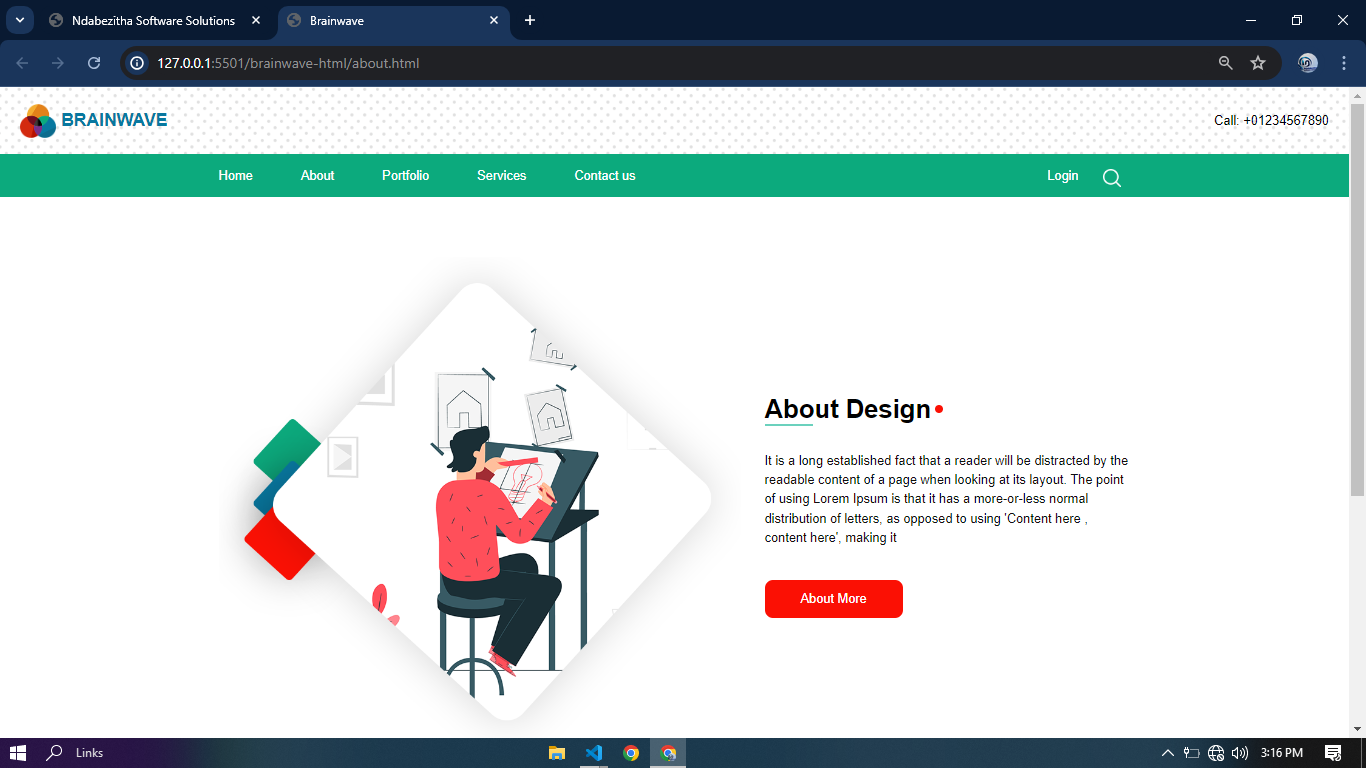 Ndabezitha Software Solutions
Brainwave
127.0.0.1:5501/brainwave-html/about.html
BRAINWAVE
Call: +01234567890
Home About Portfolio Services Contact us Login
About Design
It is a long established fact that a reader will be distracted by the
readable content of a page when looking at its layout. The point
of using Lorem Ipsum is that it has a more-or-less normal
distribution of letters, as opposed to using 'Content here ,
content here', making it
About More
Links
3:16 PM